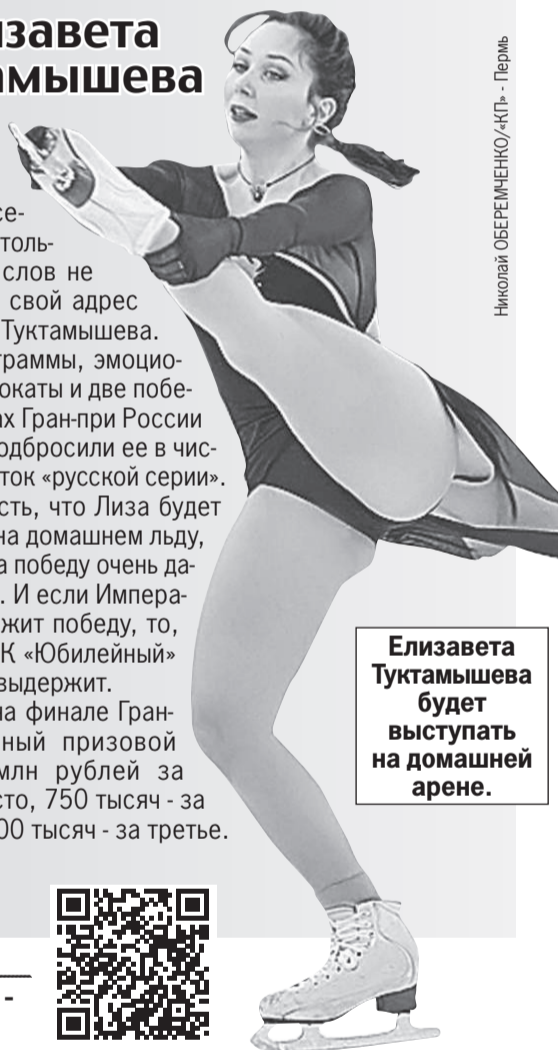 изавета
амышева
се-
толь-
слов не
свой адрес
Туктамышева.
граммы, эмоцио-
окаты и две побе-
ах Гран-при России
одбросили ее в чис-
ток «русской серии».
сть, что Лиза будет
на домашнем льду,
а победу очень да-
. И если Импера-
жит победу, то,
К «Юбилейный»
выдержит.
на финале Гран-
ный призовой
млн рублей за
сто, 750 тысяч - за
00 тысяч - за третье.
-
Николай ОБЕРЕМЧЕНКО/«КП» - Пермь
Елизавета
Туктамышева
будет
выступать
на домашней
арене.